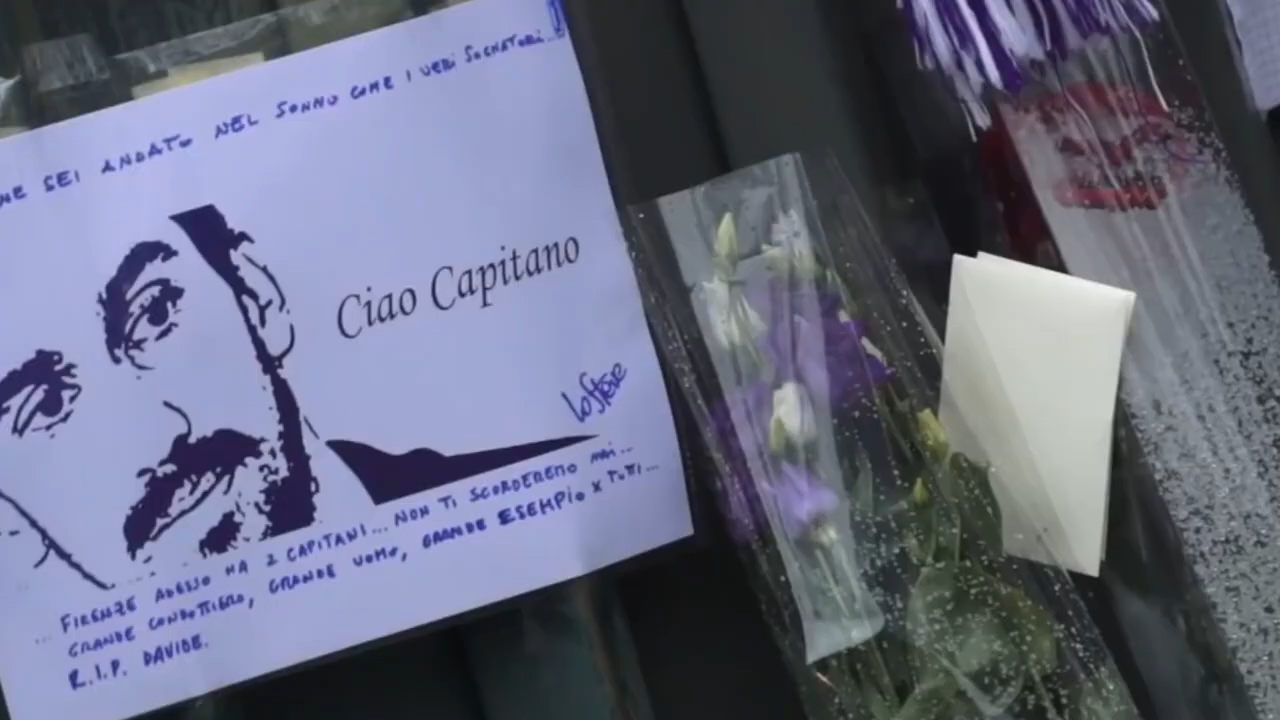 NE SEI ANDATO NEL SONNO COME I VERI SOGNATORI...!
Ciao Capitano
... FIRENZE ADESSO HA 2 CAPITANI... NON TI SCORDEREMO MAI...
GRANDE CONDOTTIERO, GRANDE UOMO, GRANDE ESEMPIO X TUTTI...
R.I.P. DAVIDE.